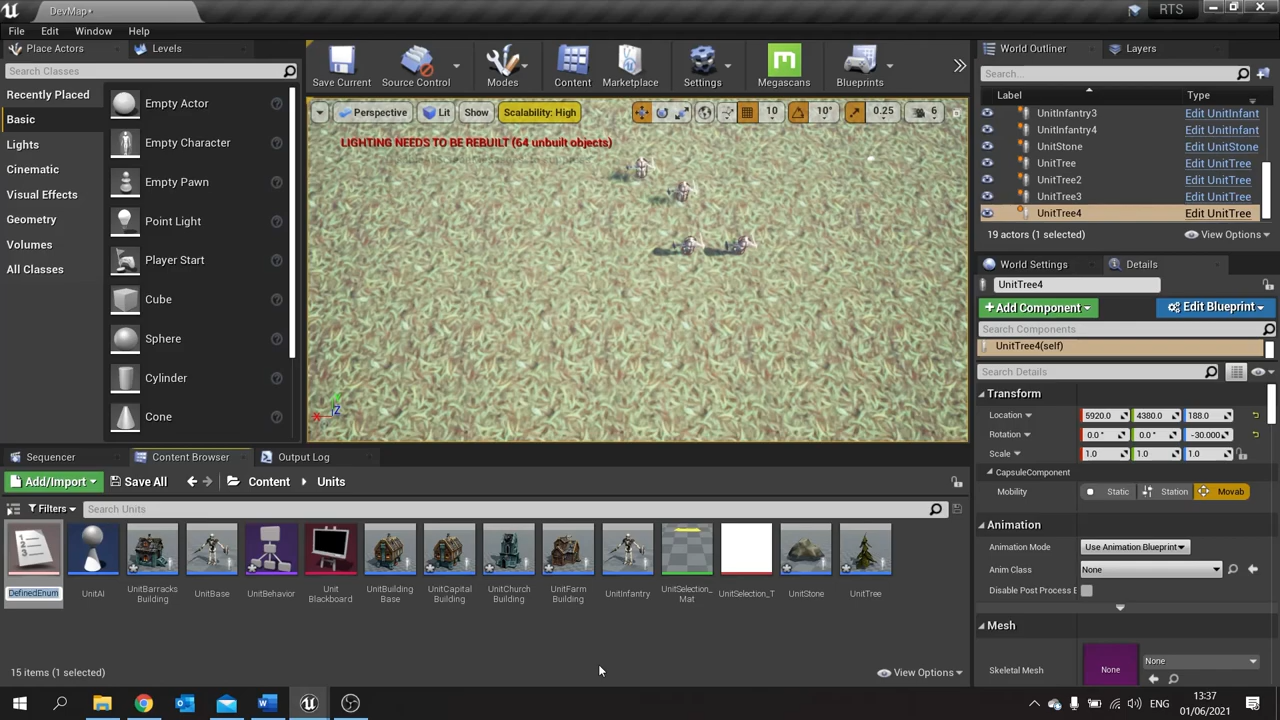 DevMap*
RTS
File
Edit
Window
Help
Place Actors
Levels
Search Classes
Recently Placed
Basic
Lights
Cinematic
Visual Effects
Geometry
Volumes
All Classes
Empty Actor
Empty Character
Empty Pawn
Point Light
Player Start
Cube
Sphere
Cylinder
Cone
Save Current
Source Control
Modes
Content
Marketplace
Settings
Megascans
Blueprints
Perspective
Lit
Show
Scalability: High
10
10°
0.25
6
LIGHTING NEEDS TO BE REBUILT (64 unbuilt objects)
World Outliner
Layers
Search...
Label
Type
UnitInfantry3
Edit UnitInfant
UnitInfantry4
Edit UnitInfant
UnitStone
Edit UnitStone
UnitTree
Edit UnitTree
UnitTree2
Edit UnitTree
UnitTree3
Edit UnitTree
UnitTree4
Edit UnitTree
19 actors (1 selected)
View Options
World Settings
Details
UnitTree4
+Add Component
Edit Blueprint
Search Components
UnitTree4(self)
Search Details
Transform
Location
5920.0
4380.0
188.0
Rotation
0.0 °
0.0 °
-30.000
Scale
1.0
1.0
1.0
CapsuleComponent
Mobility
Static
Station
Movab
Animation
Animation Mode
Use Animation Blueprint
Anim Class
None
Disable Post Process E
Mesh
Skeletal Mesh
None
None
Sequencer
Content Browser
Output Log
Add/Import
Save All
Content
Units
Filters
Search Units
DefinedEnum
UnitAI
UnitBarracks
Building
UnitBase
UnitBehavior
Unit
Blackboard
UnitBuilding
Base
UnitCapital
Building
UnitChurch
Building
UnitFarm
Building
UnitInfantry
UnitSelection_
Mat
UnitSelection_T
UnitStone
UnitTree
15 items (1 selected)
View Options
ENG
13:37
01/06/2021